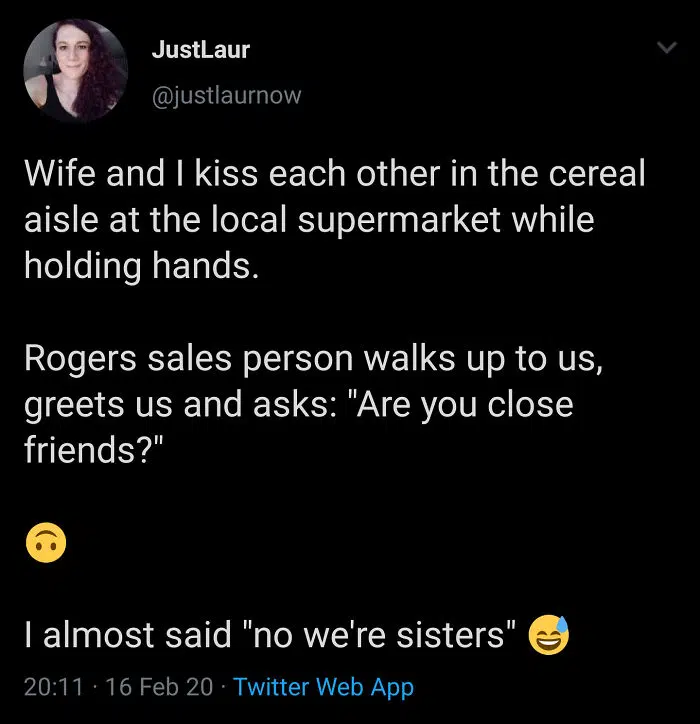 JustLaur
@justlaurnow
Wife and I kiss each other in the cereal
aisle at the local supermarket while
holding hands.
Rogers sales person walks up to us,
greets us and asks: "Are you close
friends?"
🙃
I almost said "no we're sisters" 😅
20:11 · 16 Feb 20 · Twitter Web App